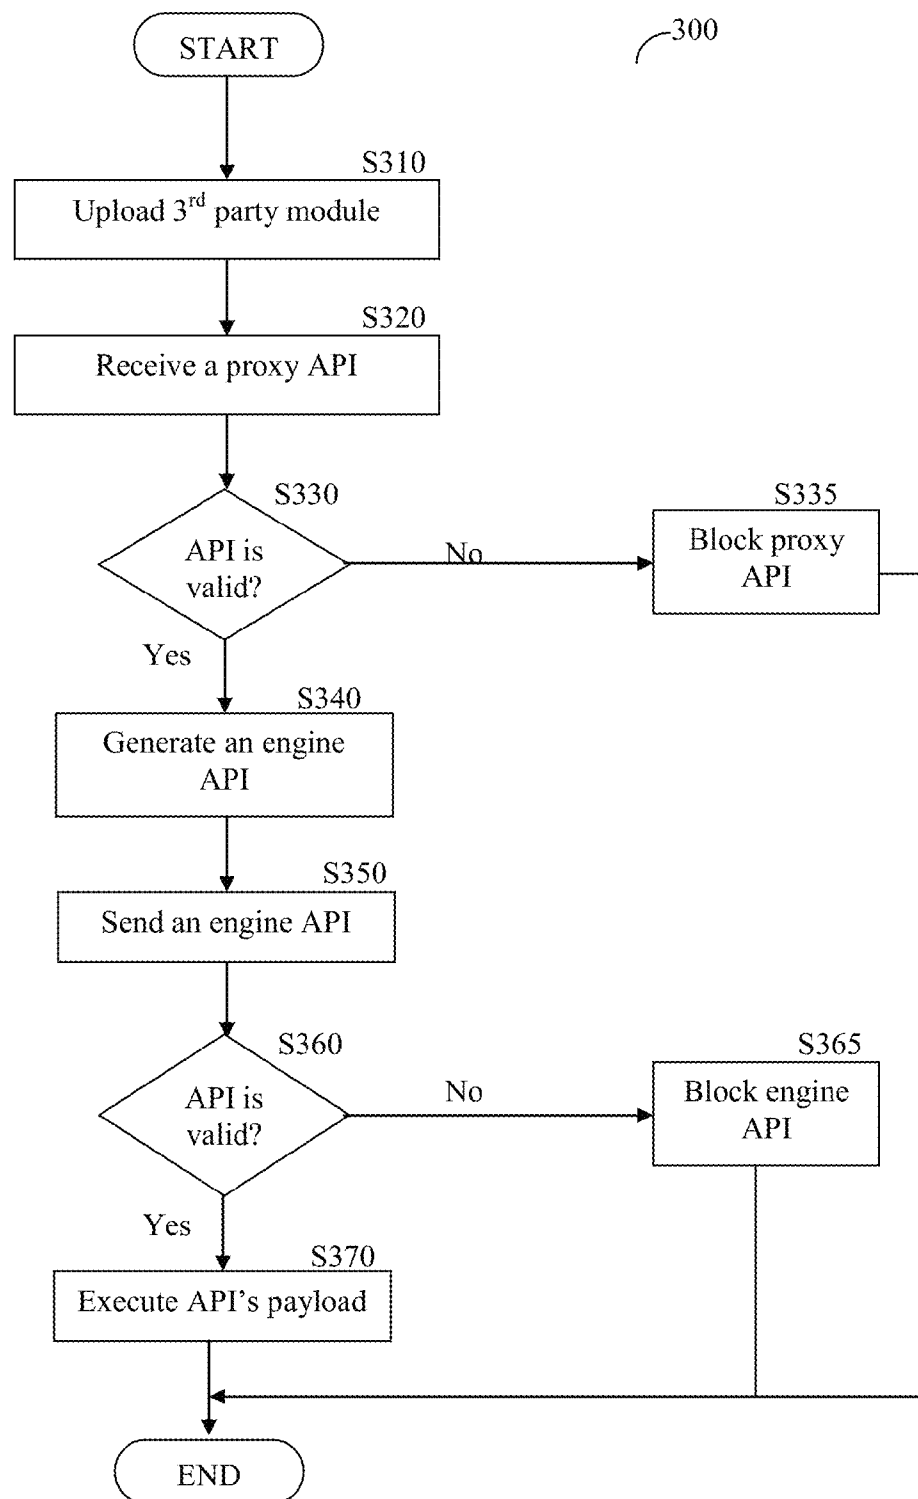 START
300
S310
Upload 3rd party module
S320
Receive a proxy API
S330
API is
valid?
No
S335
Block proxy
API
Yes
S340
Generate an engine
API
S350
Send an engine API
S360
API is
valid?
No
S365
Block engine
API
Yes
S370
Execute API's payload
END